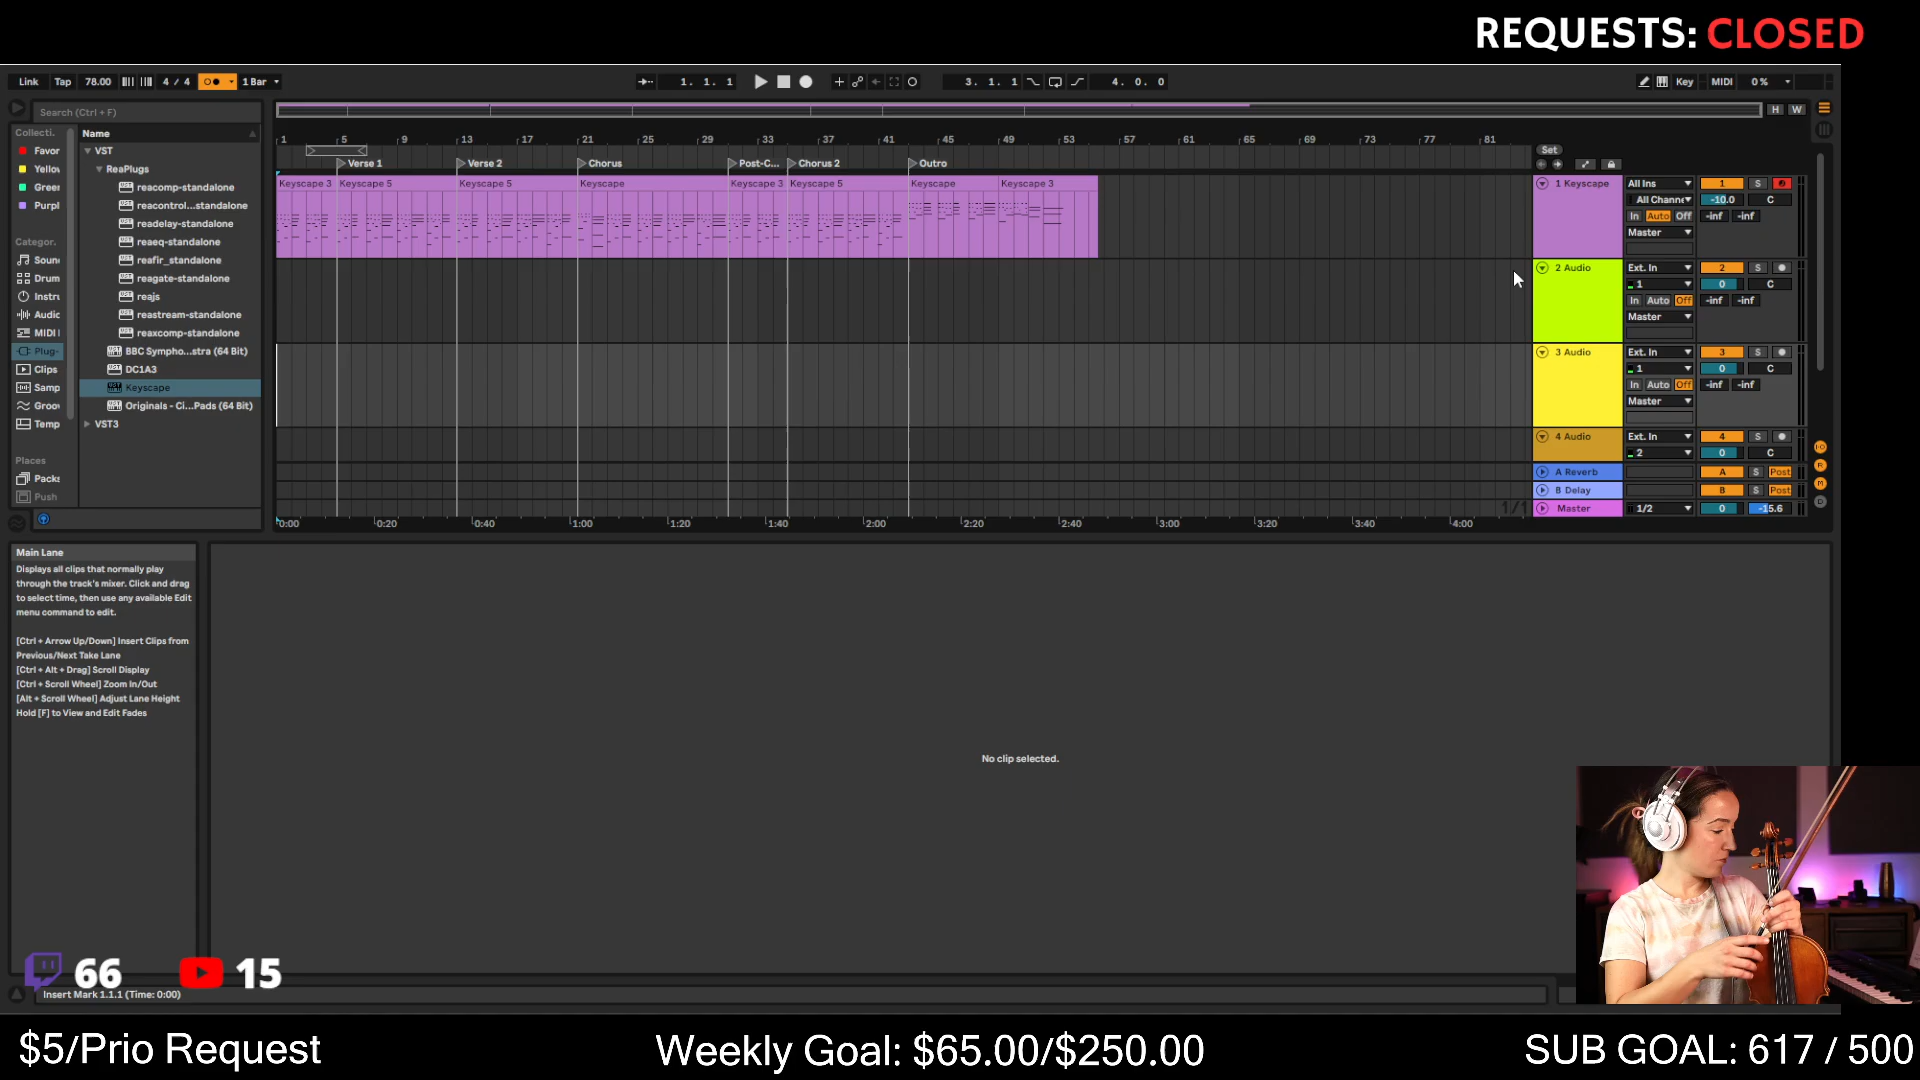 REQUESTS: CLOSED
Link Tap 78.00 4 / 4 1 Bar 1. 1. 1 3. 1. 1 4. 0. 0 Key MIDI 0 %
Search (Ctrl + F)
H W
Collecti.
Favor
Yellov
Greer
Purpl
Categor.
Soun
Drum
Instru
Audic
MIDI
Plug-
Clips
Samp
Groov
Temp
Places
Packs
Push
Name
VST
ReaPlugs
reacomp-standalone
reacontrol...standalone
readelay-standalone
reaeq-standalone
reafir_standalone
reagate-standalone
reajs
reastream-standalone
reaxcomp-standalone
BBC Sympho...stra (64 Bit)
DC1A3
Keyscape
Originals - Ci...Pads (64 Bit)
VST3
1 5 9 13 17 21 25 29 33 37 41 45 49 53 57 61 65 69 73 77 81
Set
Verse 1 Verse 2 Chorus Post-C... Chorus 2 Outro
Keyscape 3 Keyscape 5 Keyscape 5 Keyscape Keyscape 3 Keyscape 5 Keyscape Keyscape 3
1 Keyscape All Ins 1 S
All Channe -10.0 C
In Auto Off -inf -inf
Master
2 Audio Ext. In 2 S
1 0 C
In Auto Off -inf -inf
Master
3 Audio Ext. In 3 S
1 0 C
In Auto Off -inf -inf
Master
4 Audio Ext. In 4 S
2 0 C
A Reverb A S Post
B Delay B S Post
1/1
Master 1/2 0 -15.6
0:00 0:20 0:40 1:00 1:20 1:40 2:00 2:20 2:40 3:00 3:20 3:40 4:00
Main Lane
Displays all clips that normally play
through the track's mixer. Click and drag
to select time, then use any available Edit
menu command to edit.
[Ctrl + Arrow Up/Down] Insert Clips from
Previous/Next Take Lane
[Ctrl + Alt + Drag] Scroll Display
[Ctrl + Scroll Wheel] Zoom In/Out
[Alt + Scroll Wheel] Adjust Lane Height
Hold [F] to View and Edit Fades
No clip selected.
66 15
Insert Mark 1.1.1 (Time: 0:00)
$5/Prio Request Weekly Goal: $65.00/$250.00 SUB GOAL: 617 / 500